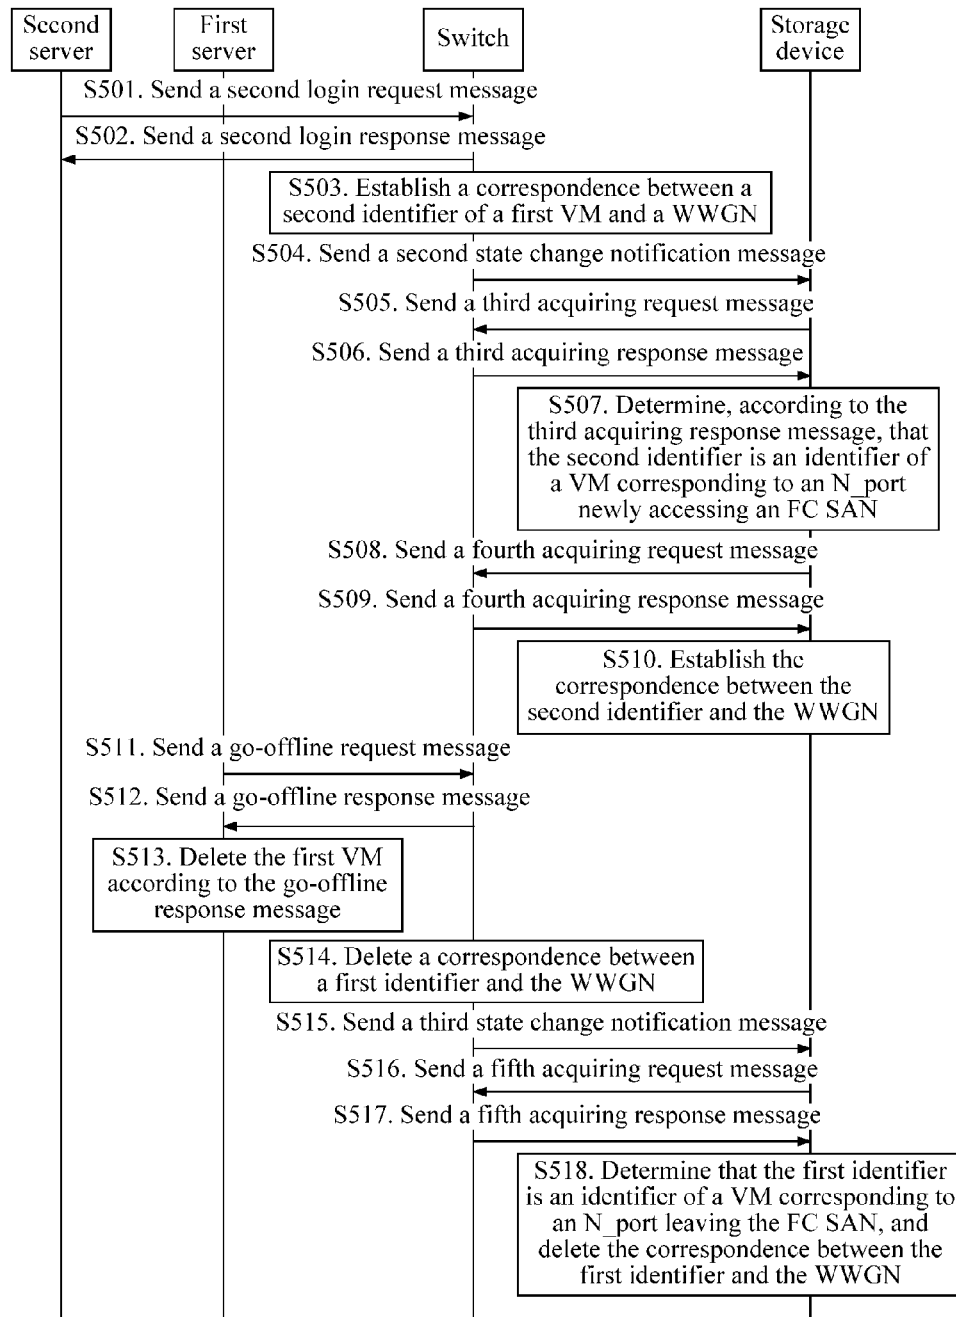 Second
server
First
server
Switch
Storage
device
S501. Send a second login request message
S502. Send a second login response message
S503. Establish a correspondence between a
second identifier of a first VM and a WWGN
S504. Send a second state change notification message
S505. Send a third acquiring request message
S506. Send a third acquiring response message
S507. Determine, according to the
third acquiring response message, that
the second identifier is an identifier of
a VM corresponding to an N_port
newly accessing an FC SAN
S508. Send a fourth acquiring request message
S509. Send a fourth acquiring response message
S510. Establish the
correspondence between the
second identifier and the WWGN
S511. Send a go-offline request message
S512. Send a go-offline response message
S513. Delete the first VM
according to the go-offline
response message
S514. Delete a correspondence between
a first identifier and the WWGN
S515. Send a third state change notification message
S516. Send a fifth acquiring request message
S517. Send a fifth acquiring response message
S518. Determine that the first identifier
is an identifier of a VM corresponding to
an N_port leaving the FC SAN, and
delete the correspondence between the
first identifier and the WWGN